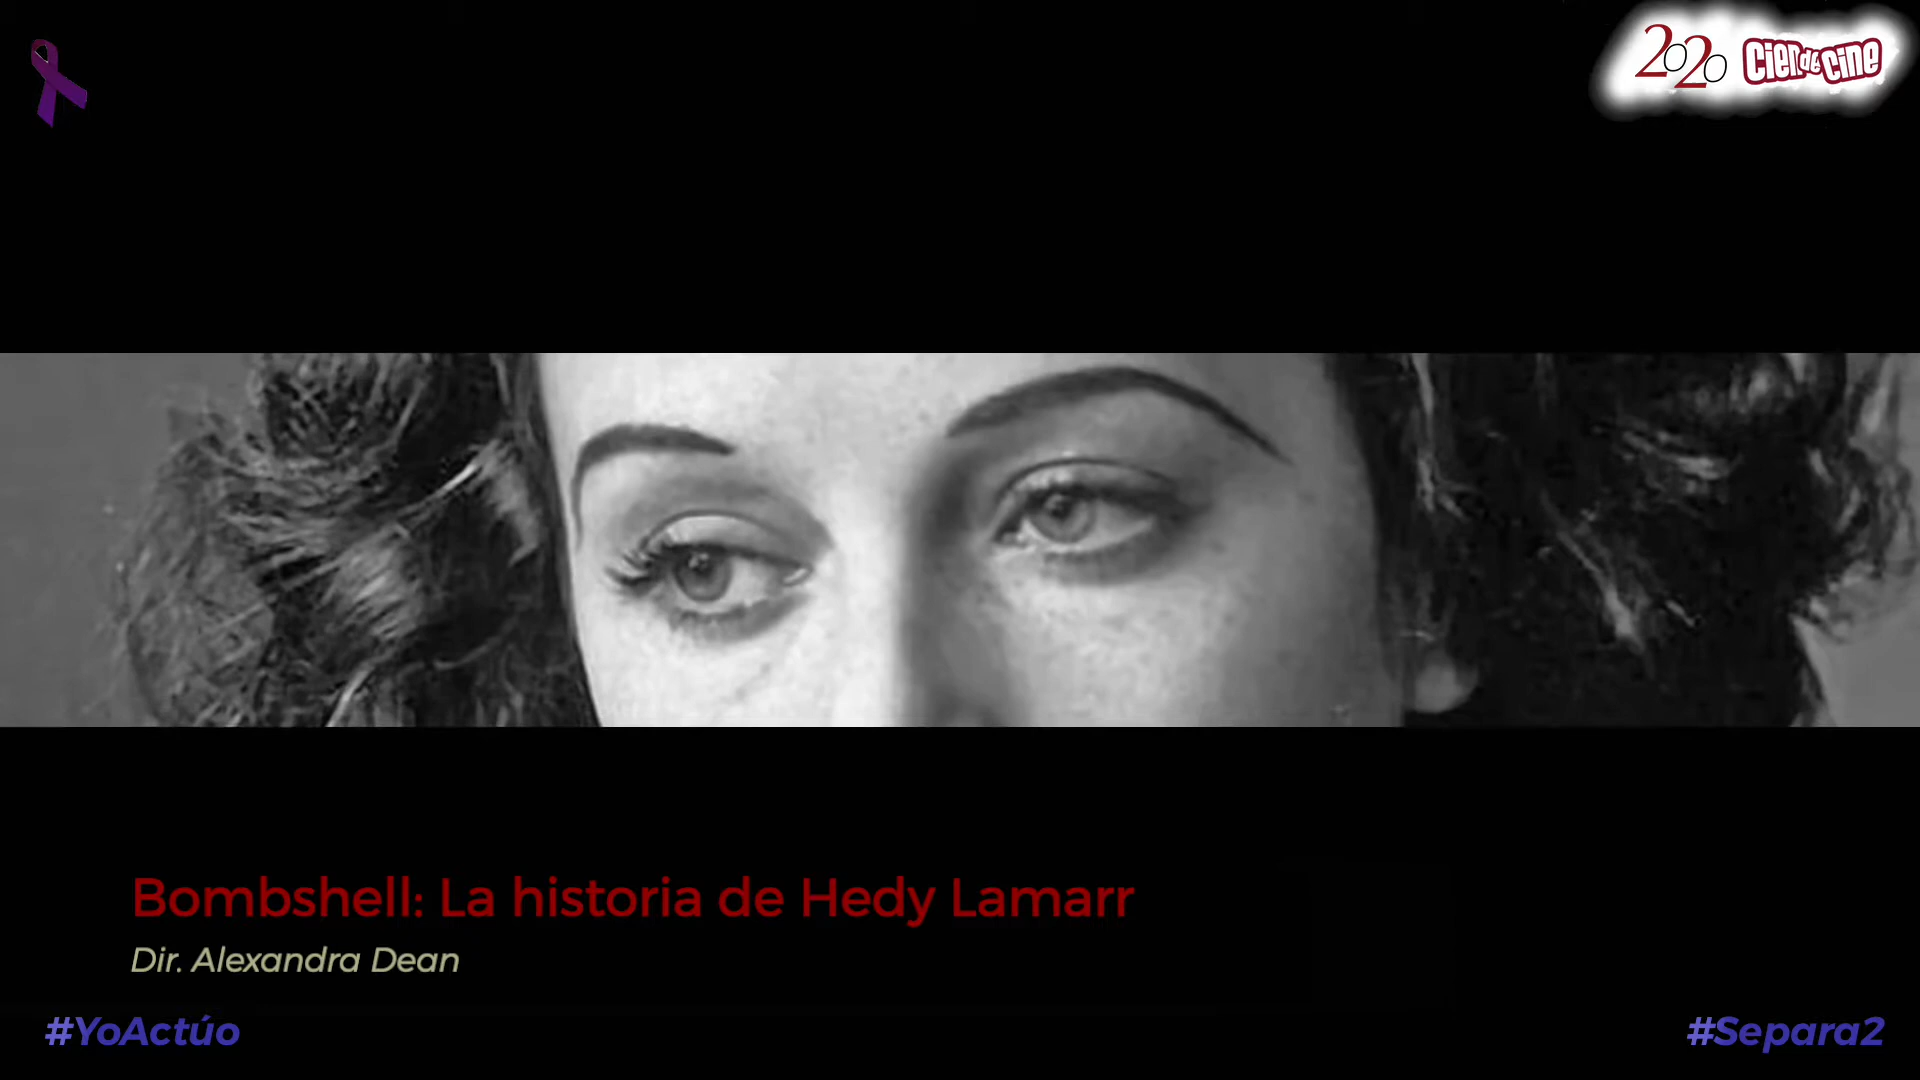 2020 Cien de Cine
Bombshell: La historia de Hedy Lamarr
Dir. Alexandra Dean
#YoActúo
#Separa2